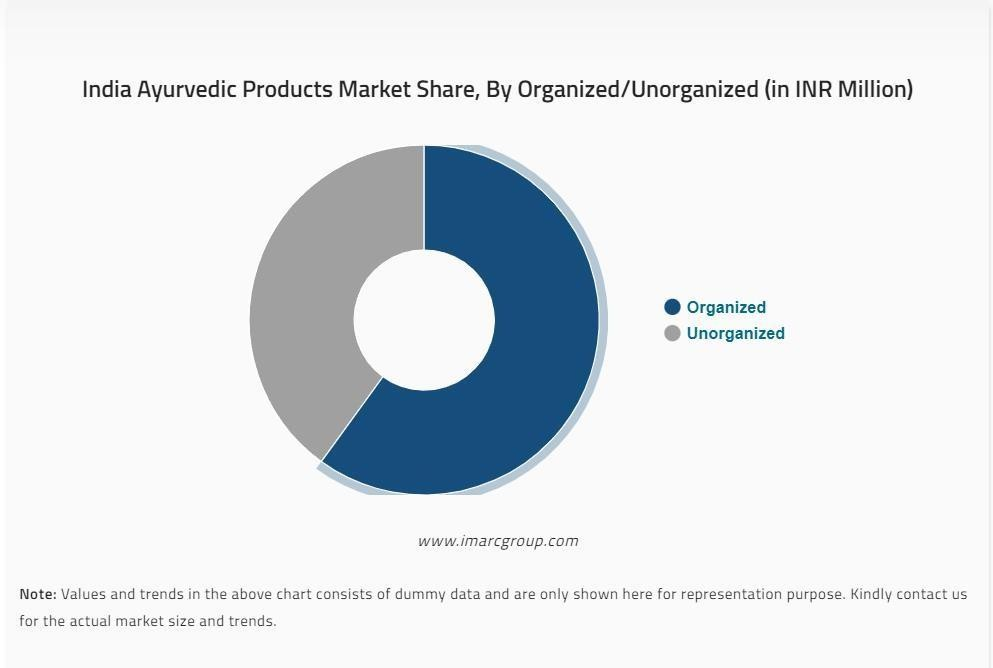 India Ayurvedic Products Market Share, By Organized/Unorganized (in INR Million)
Organized
Unorganized
www.imarcgroup.com
Note: Values and trends in the above chart consists of dummy data and are only shown here for representation purpose. Kindly contact us
for the actual market size and trends.